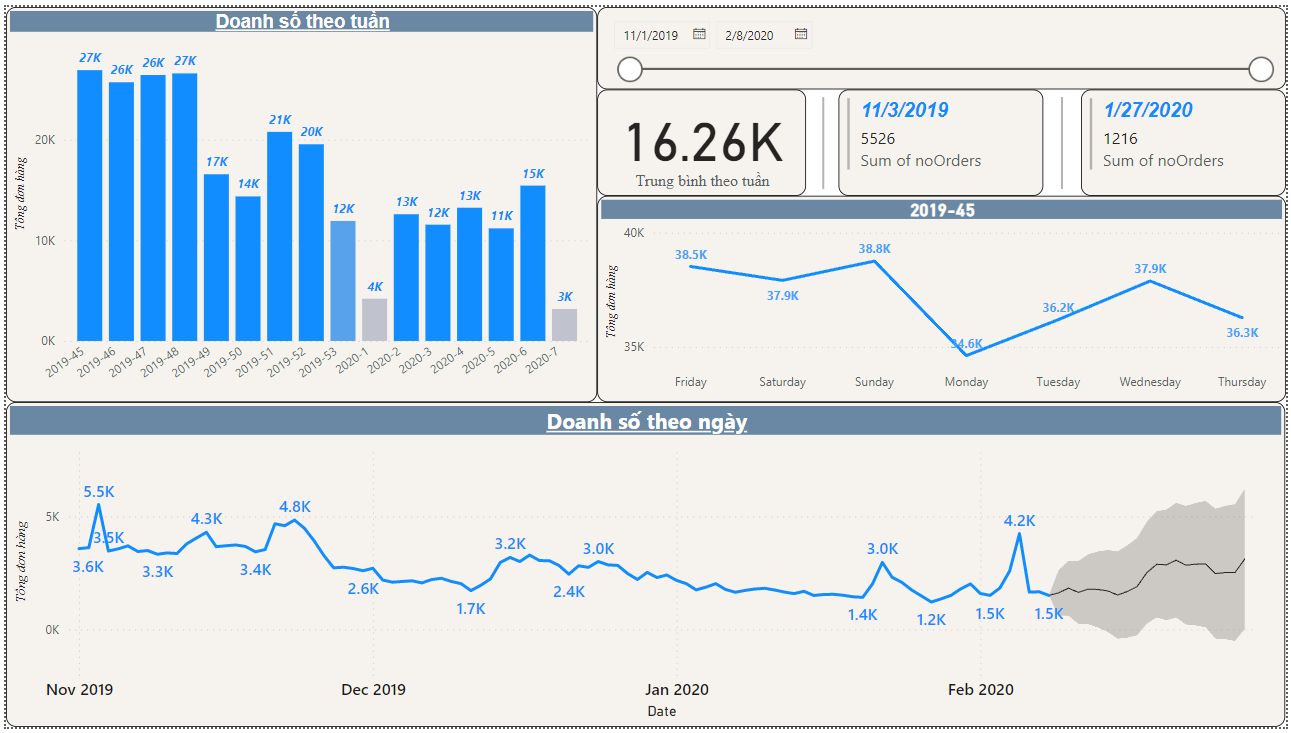 Doanh số theo tuần
Tổng đơn hàng
20K
10K
0K
27K
26K
26K
27K
17K
14K
21K
20K
12K
4K
13K
12K
13K
11K
15K
3K
2019-45
2019-46
2019-47
2019-48
2019-49
2019-50
2019-51
2019-52
2019-53
2020-1
2020-2
2020-3
2020-4
2020-5
2020-6
2020-7
11/1/2019
2/8/2020
16.26K
Trung bình theo tuần
11/3/2019
5526
Sum of noOrders
1/27/2020
1216
Sum of noOrders
2019-45
Tổng đơn hàng
40K
35K
38.5K
37.9K
38.8K
34.6K
36.2K
37.9K
36.3K
Friday
Saturday
Sunday
Monday
Tuesday
Wednesday
Thursday
Doanh số theo ngày
Tổng đơn hàng
5K
0K
3.6K
5.5K
3.5K
3.3K
4.3K
3.4K
4.8K
2.6K
1.7K
3.2K
2.4K
3.0K
1.4K
3.0K
1.2K
1.5K
4.2K
1.5K
Nov 2019
Dec 2019
Jan 2020
Feb 2020
Date